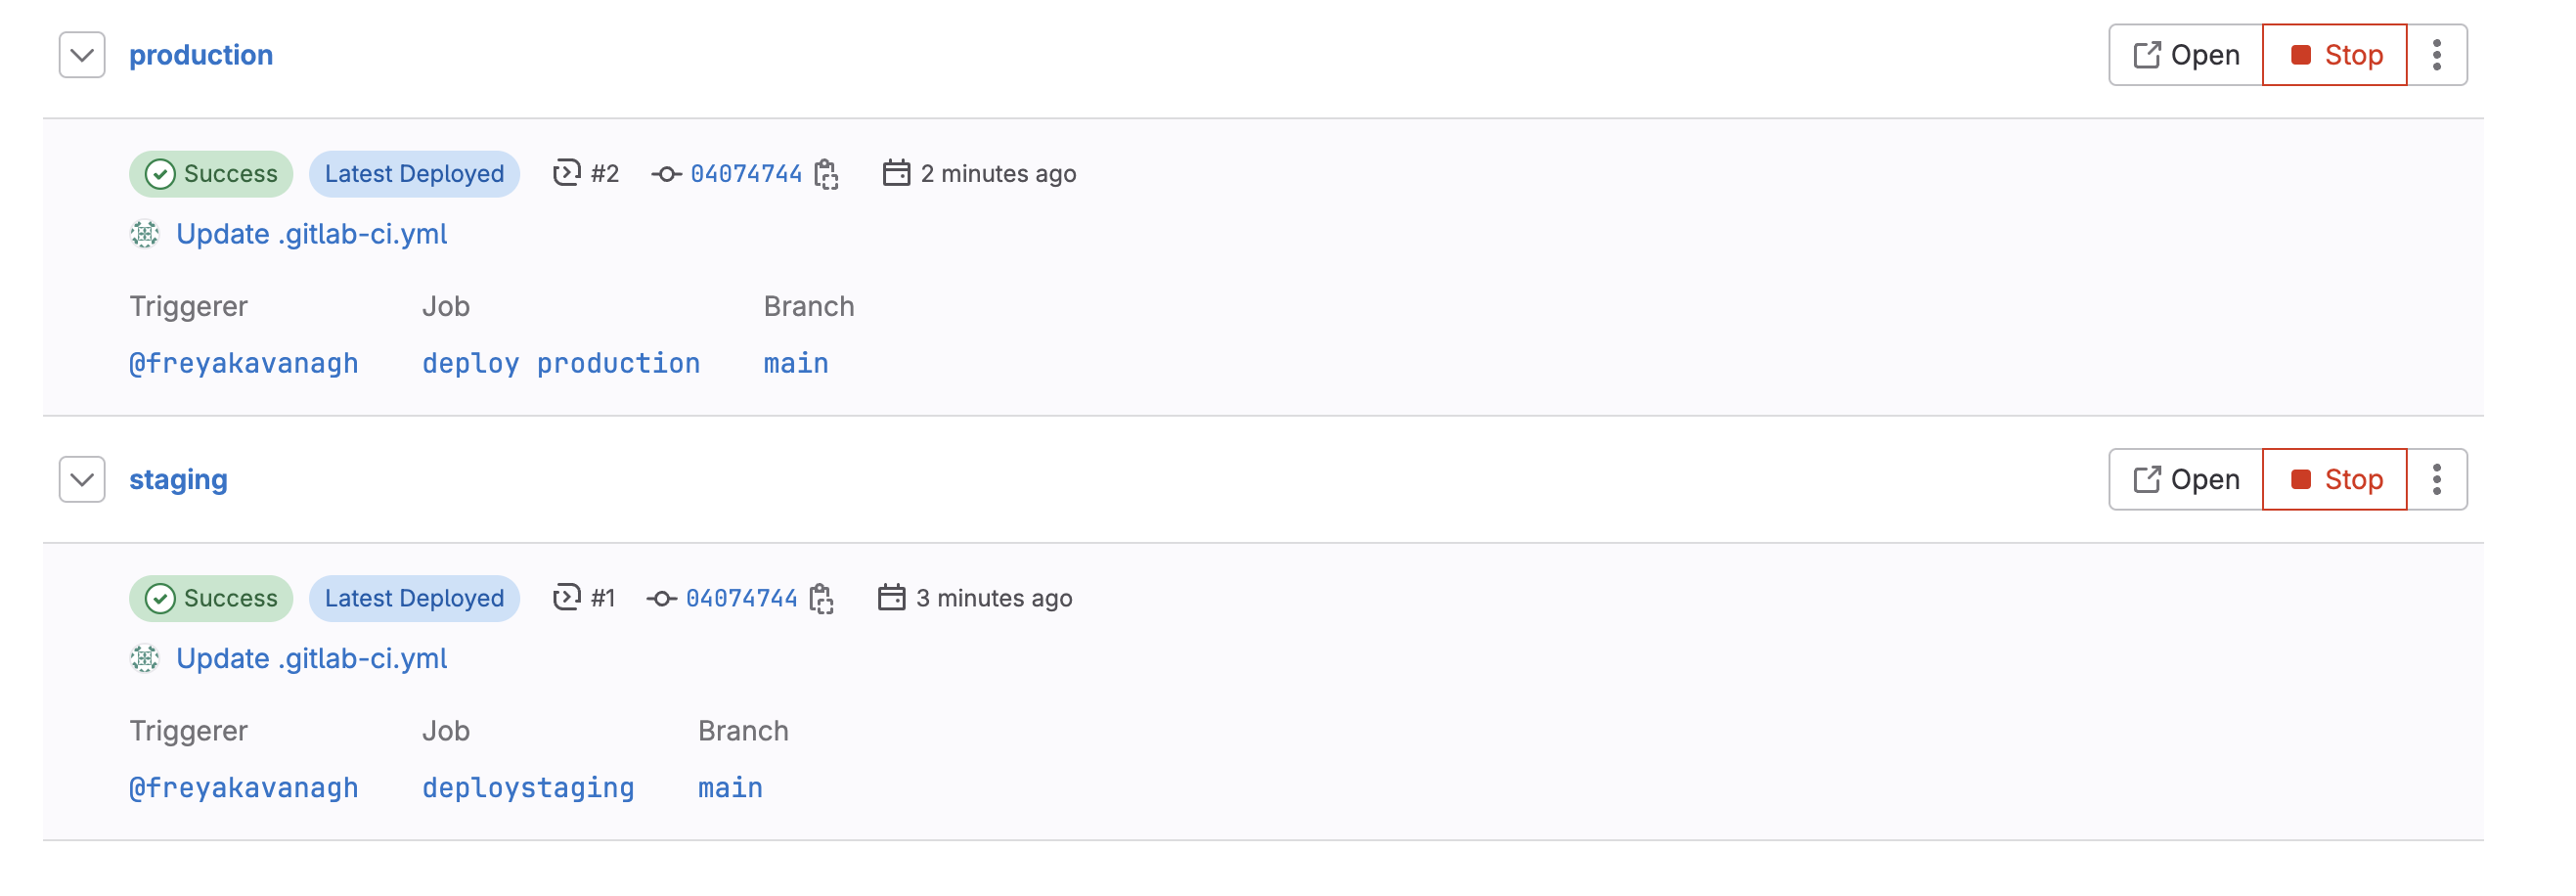 production Open Stop
Success Latest Deployed #2 04074744 2 minutes ago
Update .gitlab-ci.yml
Triggerer Job Branch
@freyakavanagh deploy production main
staging Open Stop
Success Latest Deployed #1 04074744 3 minutes ago
Update .gitlab-ci.yml
Triggerer Job Branch
@freyakavanagh deploystaging main